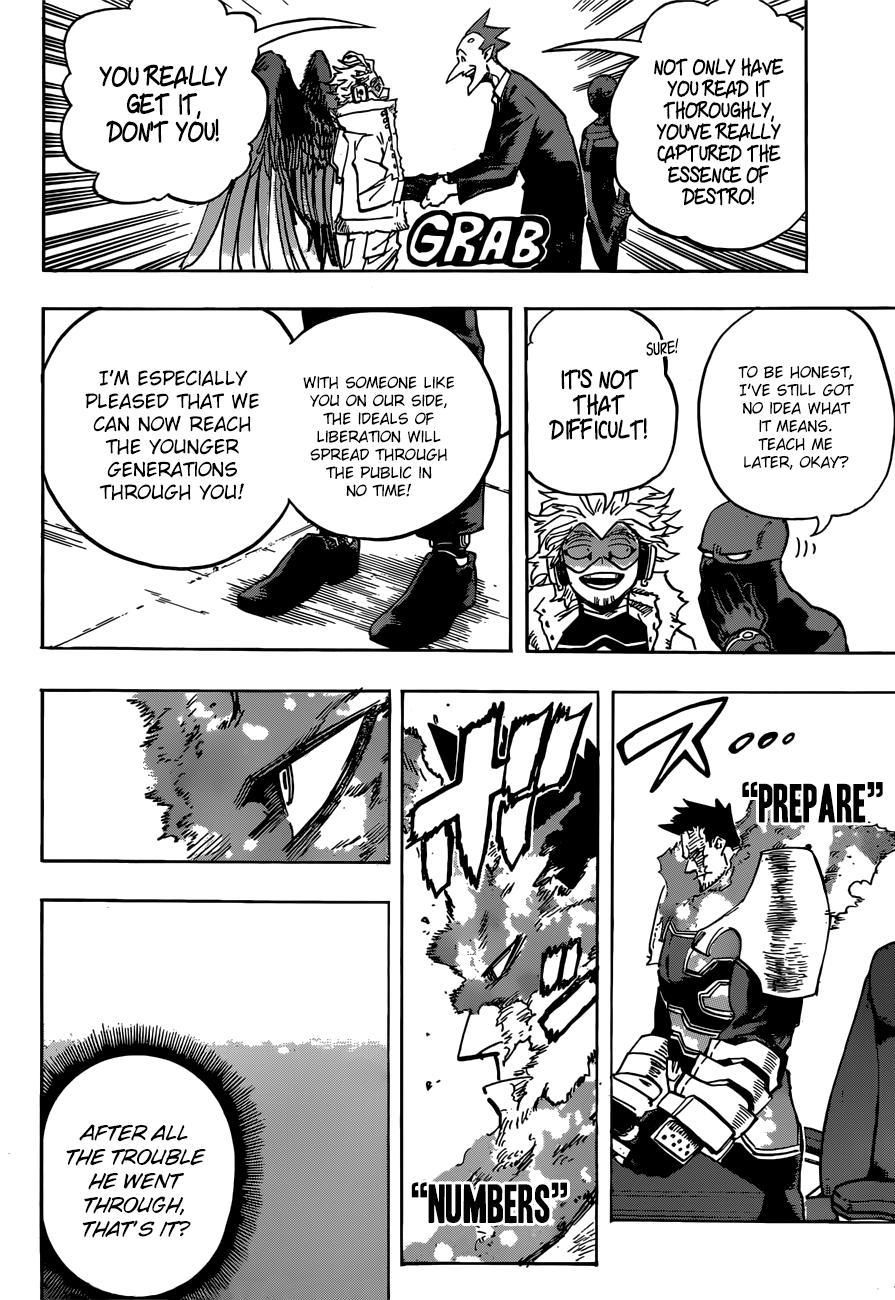 NOT ONLY HAVE
YOU READ IT
THOROUGHLY,
YOU'VE REALLY
CAPTURED THE
ESSENCE OF
DESTRO!
YOU REALLY
GET IT,
DON'T YOU!
GRAB
TO BE HONEST,
I'VE STILL GOT
NO IDEA WHAT
IT MEANS.
TEACH ME
LATER, OKAY?
SURE!
IT'S NOT
THAT
DIFFICULT!
WITH SOMEONE LIKE
YOU ON OUR SIDE,
THE IDEALS OF
LIBERATION WILL
SPREAD THROUGH
THE PUBLIC IN
NO TIME!
I'M ESPECIALLY
PLEASED THAT WE
CAN NOW REACH
THE YOUNGER
GENERATIONS
THROUGH YOU!
ス...
"PREPARE"
"NUMBERS"
AFTER ALL
THE TROUBLE
HE WENT
THROUGH,
THAT'S IT?